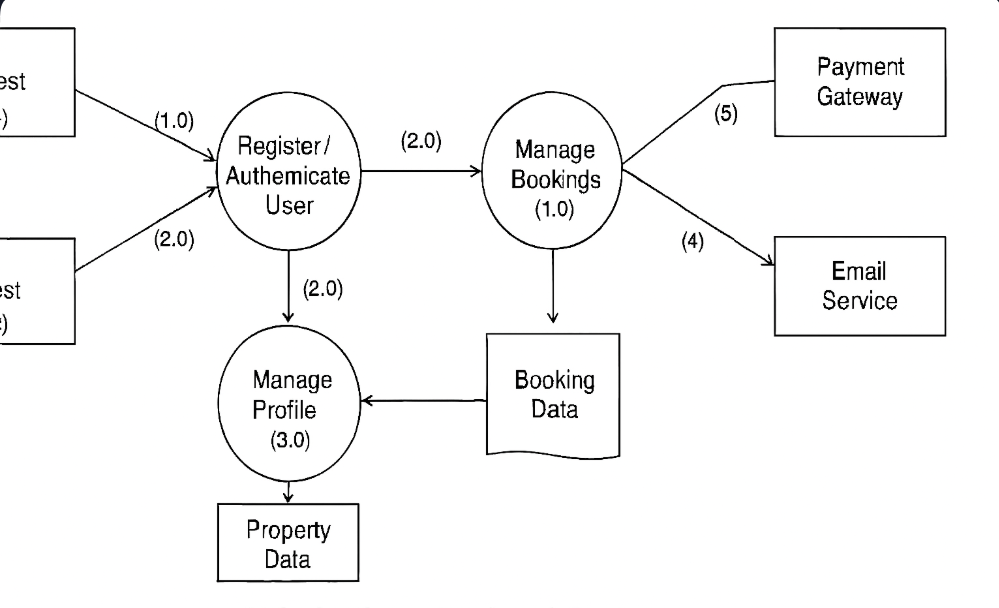 est
(1.0)
Register/
Authemicate
User
(2.0)
Manage
Bookings
(1.0)
Payment
Gateway
(5)
(2.0)
est
(2.0)
(4)
Email
Service
Manage
Profile
(3.0)
Booking
Data
Property
Data